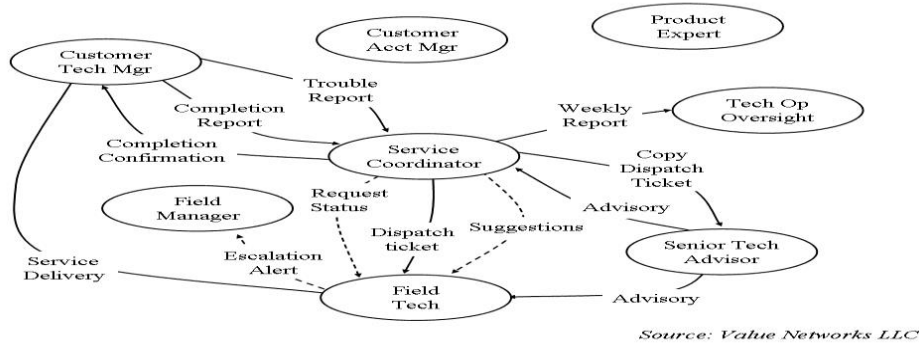 Product
Expert
Customer
Acct Mgr
Customer
Tech Mgr
Trouble
Report
Completion
Report
Weekly
Report
Tech Op
Oversight
Completion
Confirmation
Service
Coordinator
Copy
Dispatch
Ticket
Request
Status
Field
Manager
Advisory
Dispatch
ticket
Suggestions
Senior Tech
Advisor
Service
Delivery
Escalation
Alert
Field
Tech
Advisory
Source: Value Networks LLC